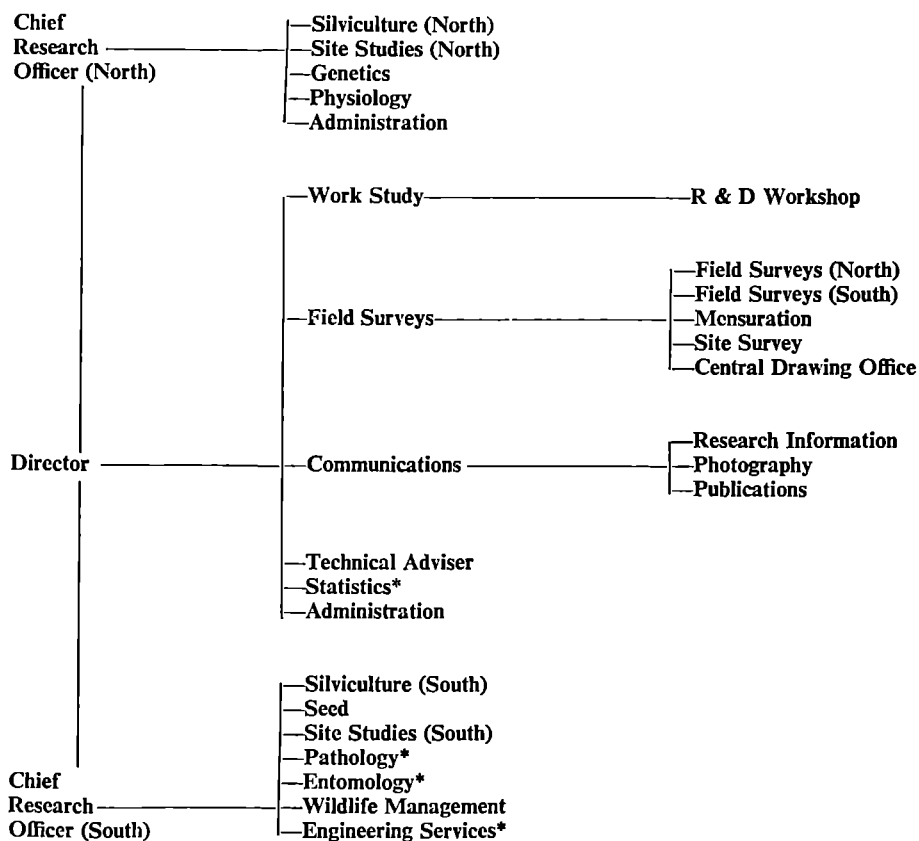 Chief
Research
Officer (North)
Silviculture (North)
Site Studies (North)
Genetics
Physiology
Administration
Work Study
R & D Workshop
Field Surveys
Field Surveys (North)
Field Surveys (South)
Mensuration
Site Survey
Central Drawing Office
Director
Communications
Research Information
Photography
Publications
Technical Adviser
Statistics*
Administration
Chief
Research
Officer (South)
Silviculture (South)
Seed
Site Studies (South)
Pathology*
Entomology*
Wildlife Management
Engineering Services*